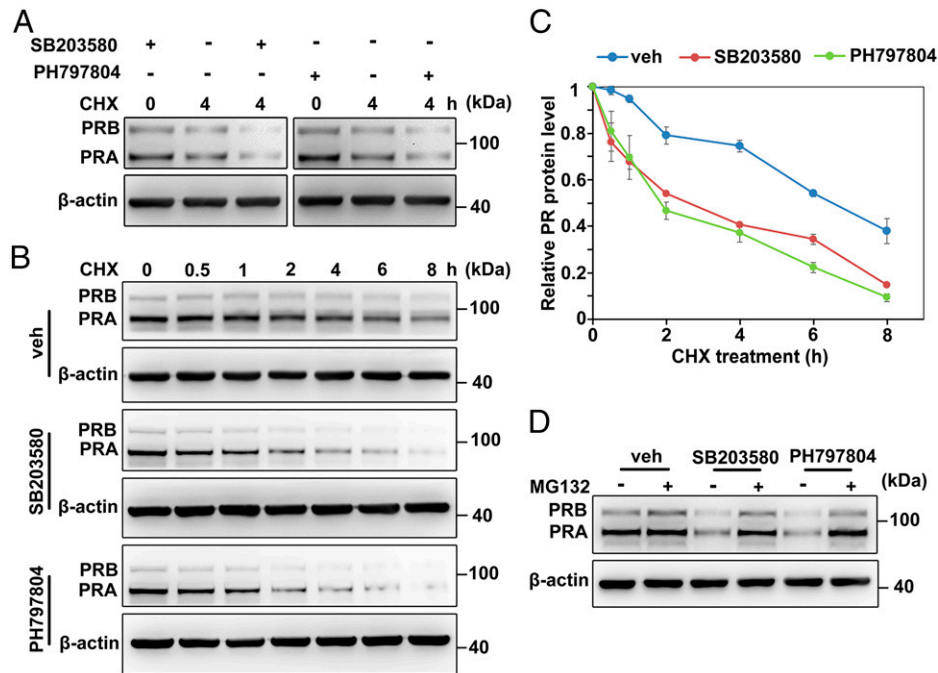 A
SB203580 + - + - - -
PH797804 - - - + - +
CHX 0 4 4 0 4 4 h (kDa)
PRB
100
PRA
β-actin
40
B
CHX 0 0.5 1 2 4 6 8 h (kDa)
veh
PRB
100
PRA
β-actin
40
SB203580
PRB
100
PRA
β-actin
40
PH797804
PRB
100
PRA
β-actin
40
C
veh SB203580 PH797804
Relative PR protein level
1
0.8
0.6
0.4
0.2
0
0 2 4 6 8
CHX treatment (h)
D
veh SB203580 PH797804
MG132 - + - + - + (kDa)
PRB
100
PRA
β-actin
40